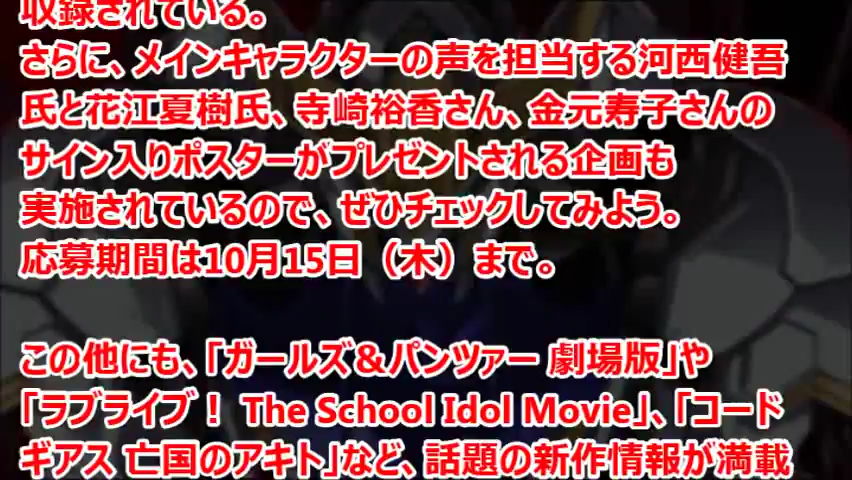 収録されている。
さらに、メインキャラクターの声を担当する河西健吾
氏と花江夏樹氏、寺崎裕香さん、金元寿子さんの
サイン入りポスターがプレゼントされる企画も
実施されているので、ぜひチェックしてみよう。
応募期間は10月15日（木）まで。
この他にも、「ガールズ＆パンツァー 劇場版」や
「ラブライブ！ The School Idol Movie」、「コード
ギアス 亡国のアキト」など、話題の新作情報が満載